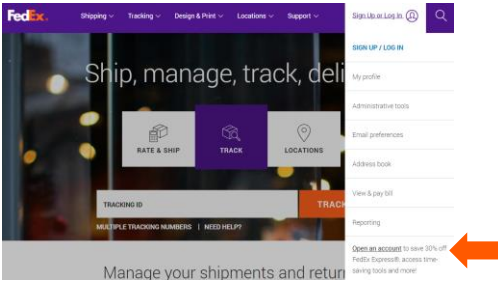 FedEx
Shipping Tracking Design & Print Locations Support
Sign Up or Log In
SIGN UP / LOG IN
My profile
Administrative tools
Email preferences
Address book
View & pay bill
Reporting
Open an account to save 20% off
FedEx Express®, access time-
saving tools and more!
Ship, manage, track, deli
RATE & SHIP
TRACK
LOCATIONS
TRACKING ID
TRACK
MULTIPLE TRACKING NUMBERS | NEED HELP?
Manage your shipments and retur